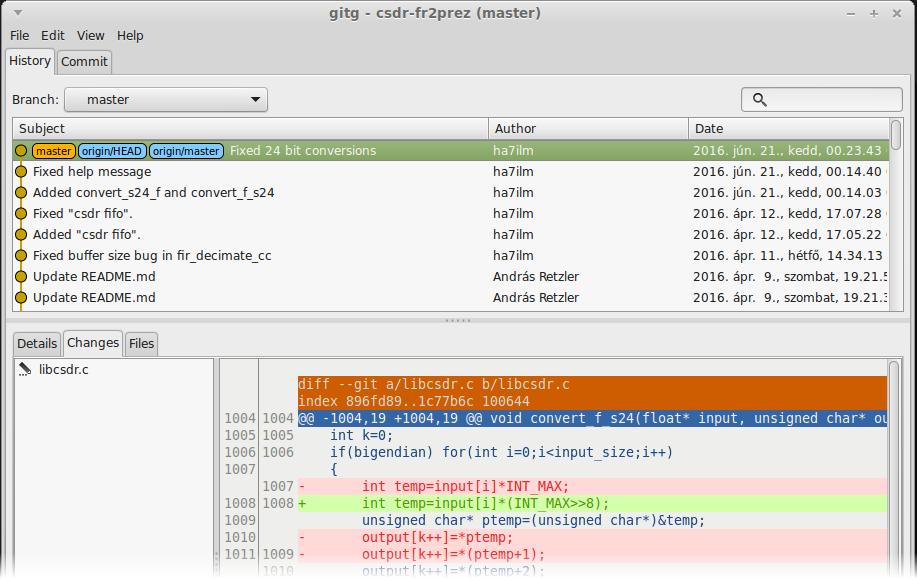 gitg - csdr-fr2prez (master)
File Edit View Help
History Commit
Branch: master
Subject Author Date
master origin/HEAD origin/master Fixed 24 bit conversions ha7ilm 2016. jún. 21., kedd, 00.23.43
Fixed help message ha7ilm 2016. jún. 21., kedd, 00.14.40
Added convert_s24_f and convert_f_s24 ha7ilm 2016. jún. 21., kedd, 00.14.03
Fixed "csdr fifo". ha7ilm 2016. ápr. 12., kedd, 17.07.28
Added "csdr fifo". ha7ilm 2016. ápr. 12., kedd, 17.05.22
Fixed buffer size bug in fir_decimate_cc ha7ilm 2016. ápr. 11., hétfő, 14.34.13
Update README.md András Retzler 2016. ápr. 9., szombat, 19.21.5
Update README.md András Retzler 2016. ápr. 9., szombat, 19.21.3
Details Changes Files
libcsdr.c
diff --git a/libcsdr.c b/libcsdr.c
index 896fd89..1c77b6c 100644
1004 1004 @@ -1004,19 +1004,19 @@ void convert_f_s24(float* input, unsigned char* ou
1005 1005 int k=0;
1006 1006 if(bigendian) for(int i=0;i<input_size;i++)
1007 {
1007 - int temp=input[i]*INT_MAX;
1008 1008 + int temp=input[i]*(INT_MAX>>8);
1009 unsigned char* ptemp=(unsigned char*)&temp;
1010 - output[k++]=*ptemp;
1011 1009 - output[k++]=*(ptemp+1);
1010 output[k++]=*(ptemp+2);